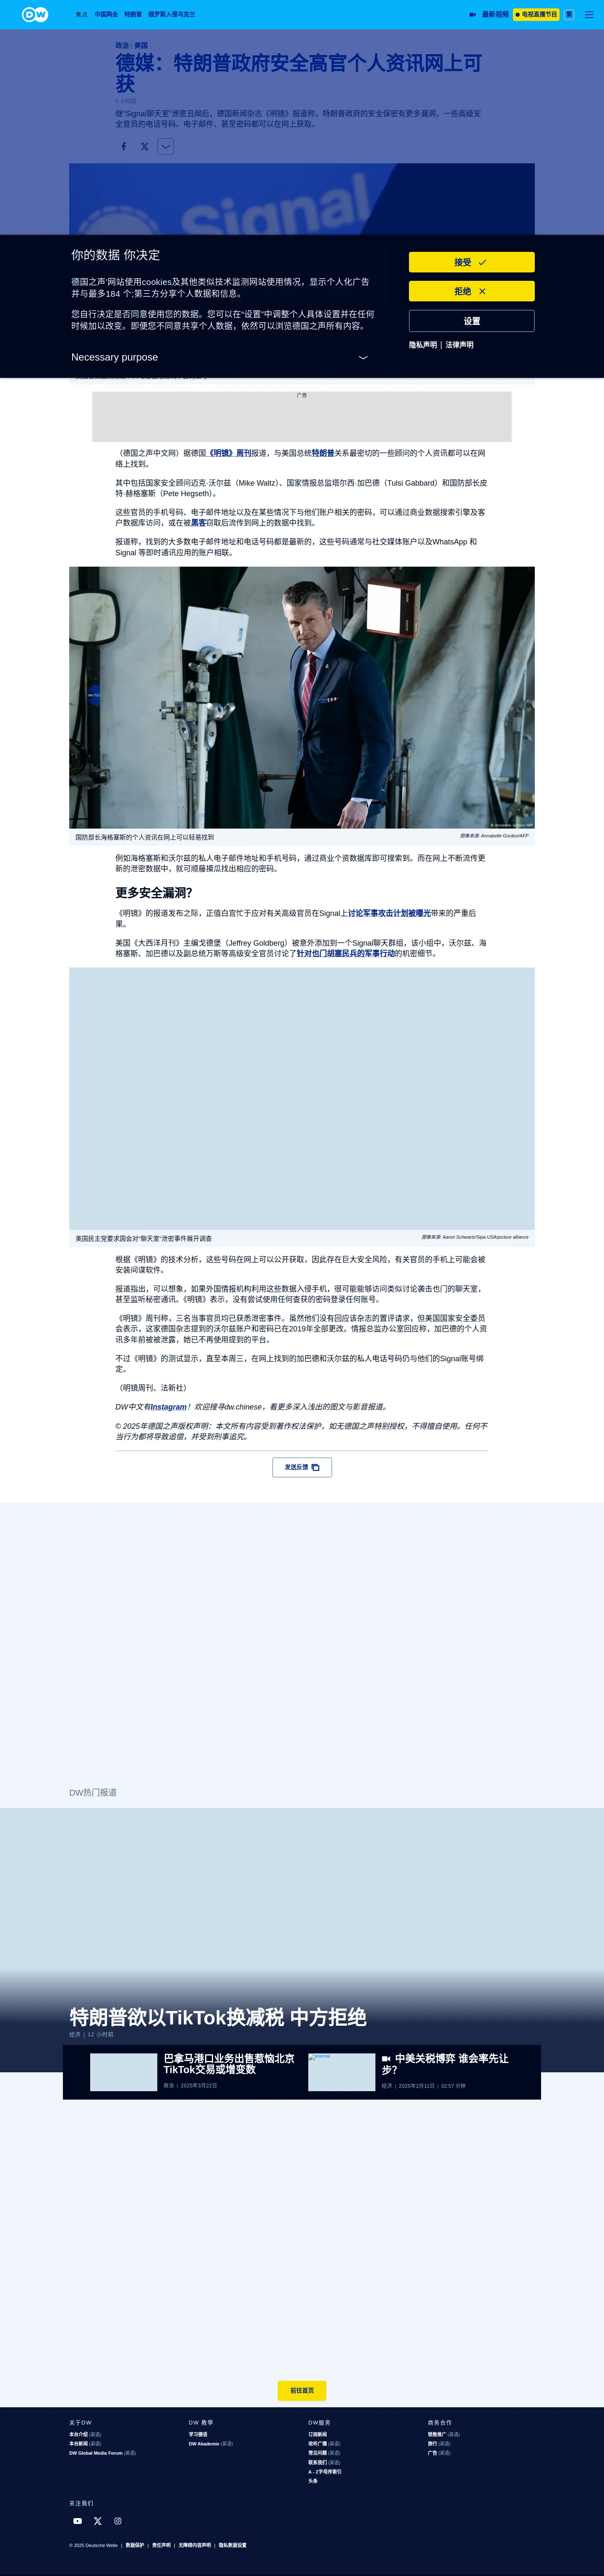 DW
焦点 中国两会 特朗普 俄罗斯入侵乌克兰
最新视频 电视直播节目 繁
政治 | 美国
德媒：特朗普政府安全高官个人资讯网上可
获
继"Signal聊天室"泄密丑闻后，德国新闻杂志《明镜》报道称，特朗普政府的安全保密有更多漏洞，一些高级安
全官员的电话号码、电子邮件、甚至密码都可以在网上获取。
Signal
你的数据 你决定
德国之声'网站使用cookies及其他类似技术监测网站使用情况，显示个人化广告
并与最多184 个;第三方分享个人数据和信息。
您自行决定是否同意使用您的数据。您可以在"设置"中调整个人具体设置并在任何
时候加以改变。即便您不同意共享个人数据，依然可以浏览德国之声所有内容。
Necessary purpose
接受
拒绝
设置
隐私声明 | 法律声明
广告
（德国之声中文网）据德国《明镜》周刊报道，与美国总统特朗普关系最密切的一些顾问的个人资讯都可以在网
络上找到。
其中包括国家安全顾问迈克·沃尔兹（Mike Waltz）、国家情报总监塔尔西·加巴德（Tulsi Gabbard）和国防部长皮
特·赫格塞斯（Pete Hegseth）。
这些官员的手机号码、电子邮件地址以及在某些情况下与他们账户相关的密码，可以通过商业数据搜索引擎及客
户数据库访问，或在被黑客窃取后流传到网上的数据中找到。
报道称，找到的大多数电子邮件地址和电话号码都是最新的，这些号码通常与社交媒体账户以及WhatsApp 和
Signal 等即时通讯应用的账户相联。
国防部长海格塞斯的个人资讯在网上可以轻易找到
图像来源: Annabelle Gordon/AFP
例如海格塞斯和沃尔兹的私人电子邮件地址和手机号码，通过商业个资数据库即可搜索到。而在网上不断流传更
新的泄密数据中，就可顺藤摸瓜找出相应的密码。
更多安全漏洞？
《明镜》的报道发布之际，正值白宫忙于应对有关高级官员在Signal上讨论军事攻击计划被曝光带来的严重后
果。
美国《大西洋月刊》主编戈德堡（Jeffrey Goldberg）被意外添加到一个Signal聊天群组，该小组中，沃尔兹、海
格塞斯、加巴德以及副总统万斯等高级安全官员讨论了针对也门胡塞民兵的军事行动的机密细节。
美国民主党要求国会对"聊天室"泄密事件展开调查
图像来源: Aaron Schwartz/Sipa USA/picture alliance
根据《明镜》的技术分析，这些号码在网上可以公开获取，因此存在巨大安全风险，有关官员的手机上可能会被
安装间谍软件。
报道指出，可以想象，如果外国情报机构利用这些数据入侵手机，很可能能够访问类似讨论袭击也门的聊天室，
甚至监听秘密通讯。《明镜》表示，没有尝试使用任何查获的密码登录任何账号。
《明镜》周刊称，三名当事官员均已获悉泄密事件。虽然他们没有回应该杂志的置评请求，但美国国家安全委员
会表示，这家德国杂志提到的沃尔兹账户和密码已在2019年全部更改。情报总监办公室回应称，加巴德的个人资
讯多年前被被泄露，她已不再使用提到的平台。
不过《明镜》的测试显示，直至本周三，在网上找到的加巴德和沃尔兹的私人电话号码仍与他们的Signal账号绑
定。
（明镜周刊、法新社）
DW中文有Instagram！欢迎搜寻dw.chinese，看更多深入浅出的图文与影音报道。
© 2025年德国之声版权声明：本文所有内容受到著作权法保护，如无德国之声特别授权，不得擅自使用。任何不
当行为都将导致追偿，并受到刑事追究。
发送反馈
DW热门报道
特朗普欲以TikTok换减税 中方拒绝
经济 | 12 小时前
巴拿马港口业务出售惹恼北京
TikTok交易或增变数
政治 | 2025年3月22日
external
中美关税博弈 谁会率先让
步？
经济 | 2025年2月11日 | 02:57 分钟
前往首页
关于DW
本台介绍 (英语)
本台新闻 (英语)
DW Global Media Forum (英语)
DW 教學
学习德语
DW Akademie (英语)
DW服务
订阅新闻
收听广播 (英语)
常见问题 (英语)
联系我们 (英语)
A - Z字母序索引
头条
商务合作
销售推广 (英语)
旅行 (英语)
广告 (英语)
关注我们
© 2025 Deutsche Welle | 数据保护 | 责任声明 | 无障碍内容声明 | 隐私数据设置